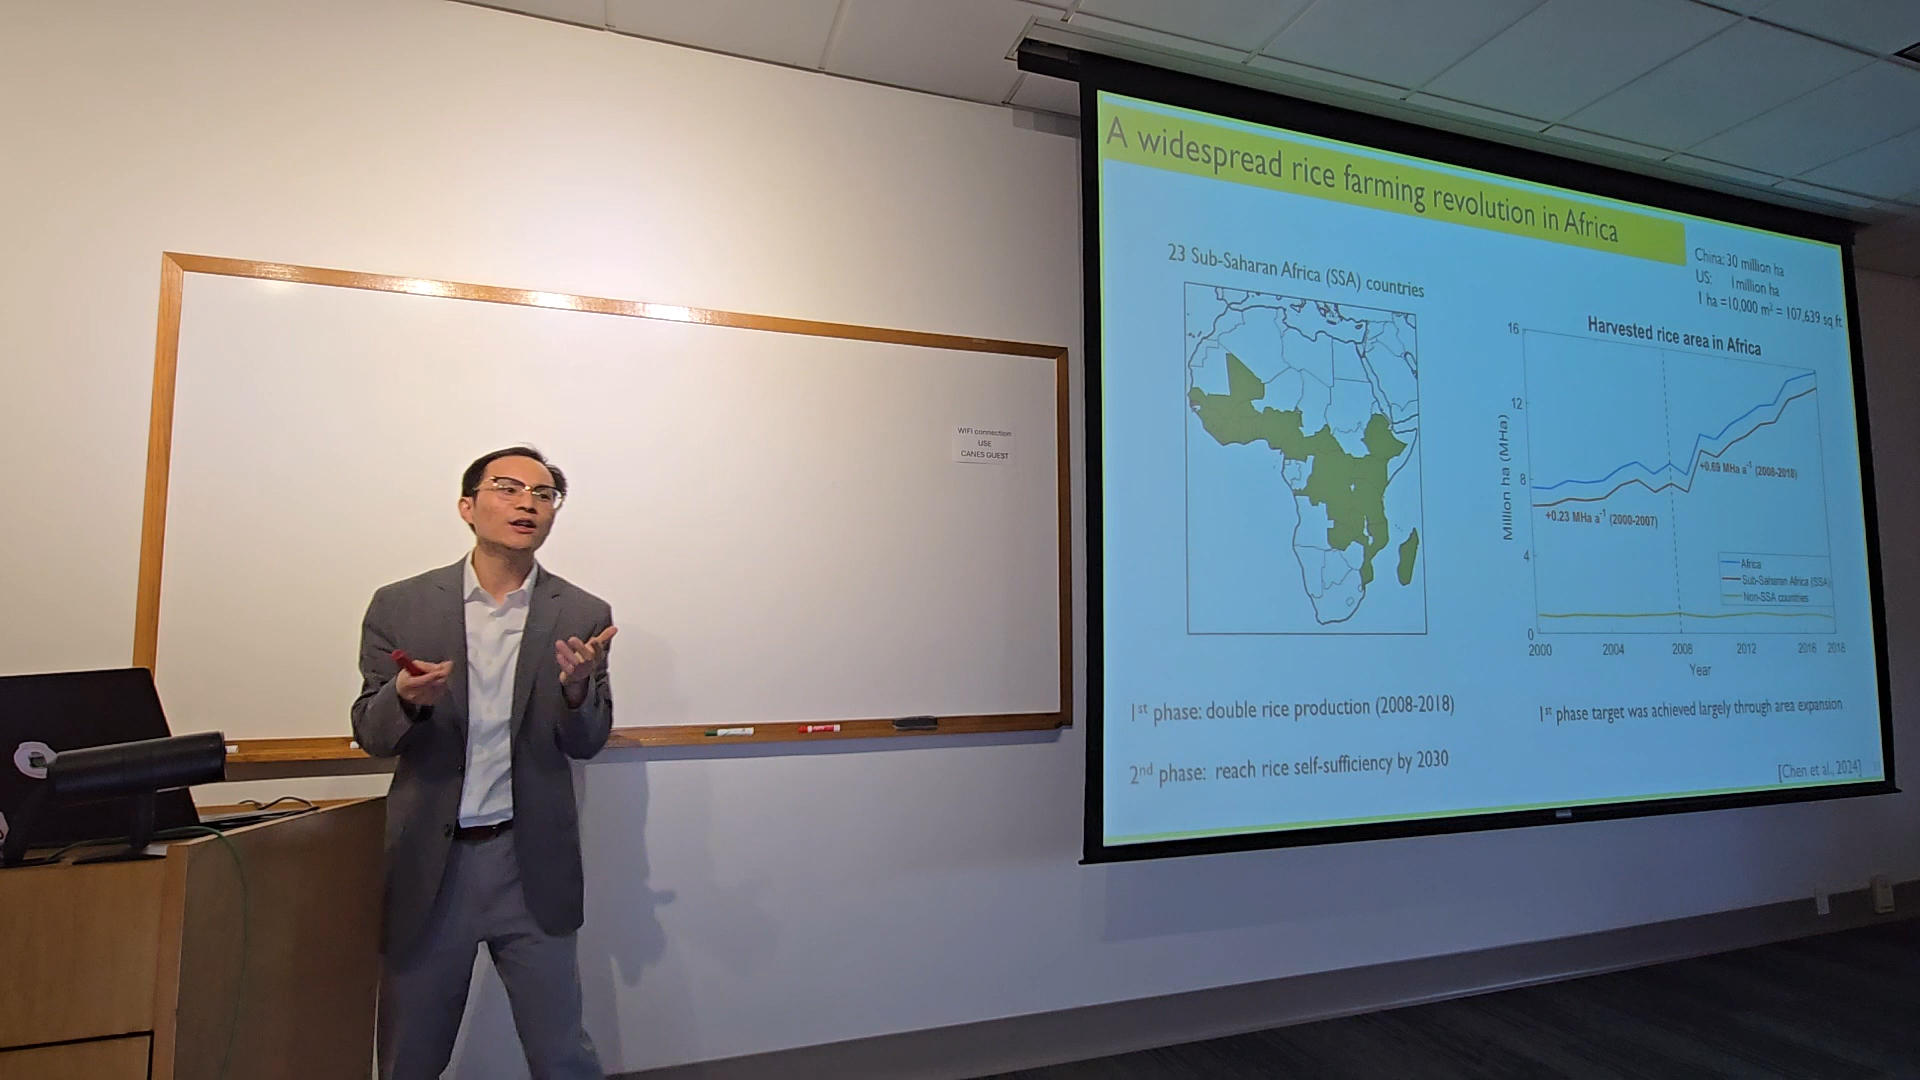 WIFI connection
USE
CANES GUEST
A widespread rice farming revolution in Africa
23 Sub-Saharan Africa (SSA) countries
China: 30 million ha
US: 1million ha
1 ha =10,000 m² = 107,639 sq ft
Harvested rice area in Africa
Million ha (MHa)
16
12
8
4
0
+0.69 MHa a⁻¹ (2008-2018)
+0.23 MHa a⁻¹ (2000-2007)
Africa
Sub-Saharan Africa (SSA)
Non-SSA countries
2000 2004 2008 2012 2016 2018
Year
1st phase: double rice production (2008-2018)
1st phase target was achieved largely through area expansion
2nd phase: reach rice self-sufficiency by 2030
[Chen et al., 2024]